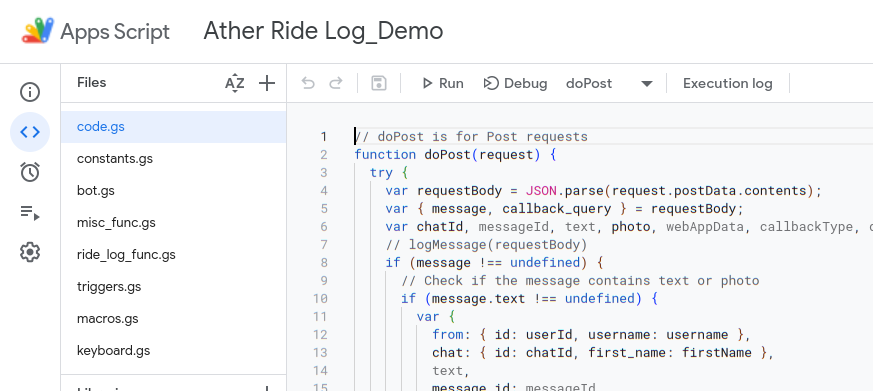 Apps Script Ather Ride Log_Demo
Files AZ Run Debug doPost Execution log
code.gs
constants.gs
bot.gs
misc_func.gs
ride_log_func.gs
triggers.gs
macros.gs
keyboard.gs
1 // doPost is for Post requests
2 function doPost(request) {
3 try {
4 var requestBody = JSON.parse(request.postData.contents);
5 var { message, callback_query } = requestBody;
6 var chatId, messageId, text, photo, webAppData, callbackType,
7 // logMessage(requestBody)
8 if (message !== undefined) {
9 // Check if the message contains text or photo
10 if (message.text !== undefined) {
11 var {
12 from: { id: userId, username: username },
13 chat: { id: chatId, first_name: firstName },
14 text,
15 message_id: messageId